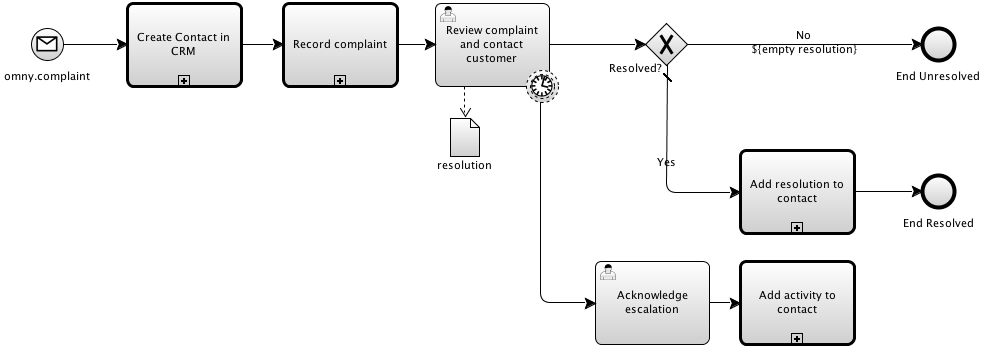 omny.complaint
Create Contact in
CRM
Record complaint
Review complaint
and contact
customer
resolution
Resolved?
No
${empty resolution}
End Unresolved
Yes
Add resolution to
contact
End Resolved
Acknowledge
escalation
Add activity to
contact